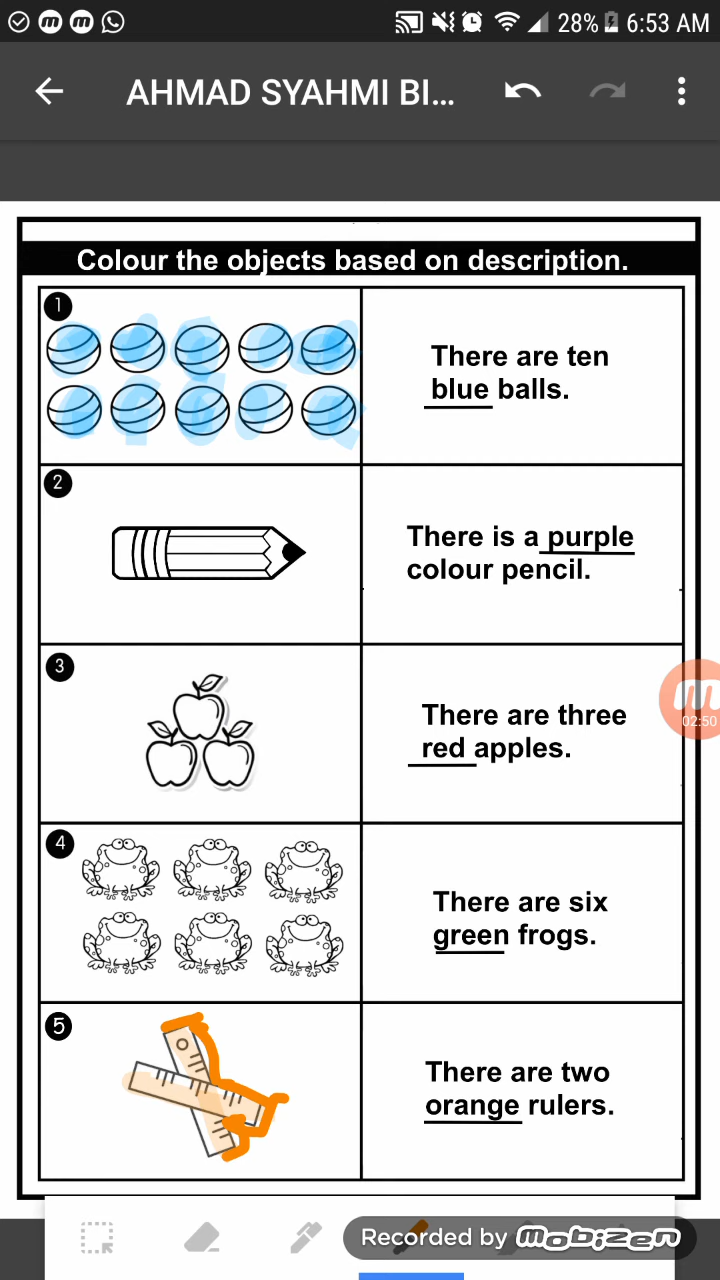 28% 6:53 AM
AHMAD SYAHMI BI...
Colour the objects based on description.
1
There are ten
blue balls.
2
There is a purple
colour pencil.
3
There are three
red apples.
02:50
4
There are six
green frogs.
5
There are two
orange rulers.
Recorded by mobizen